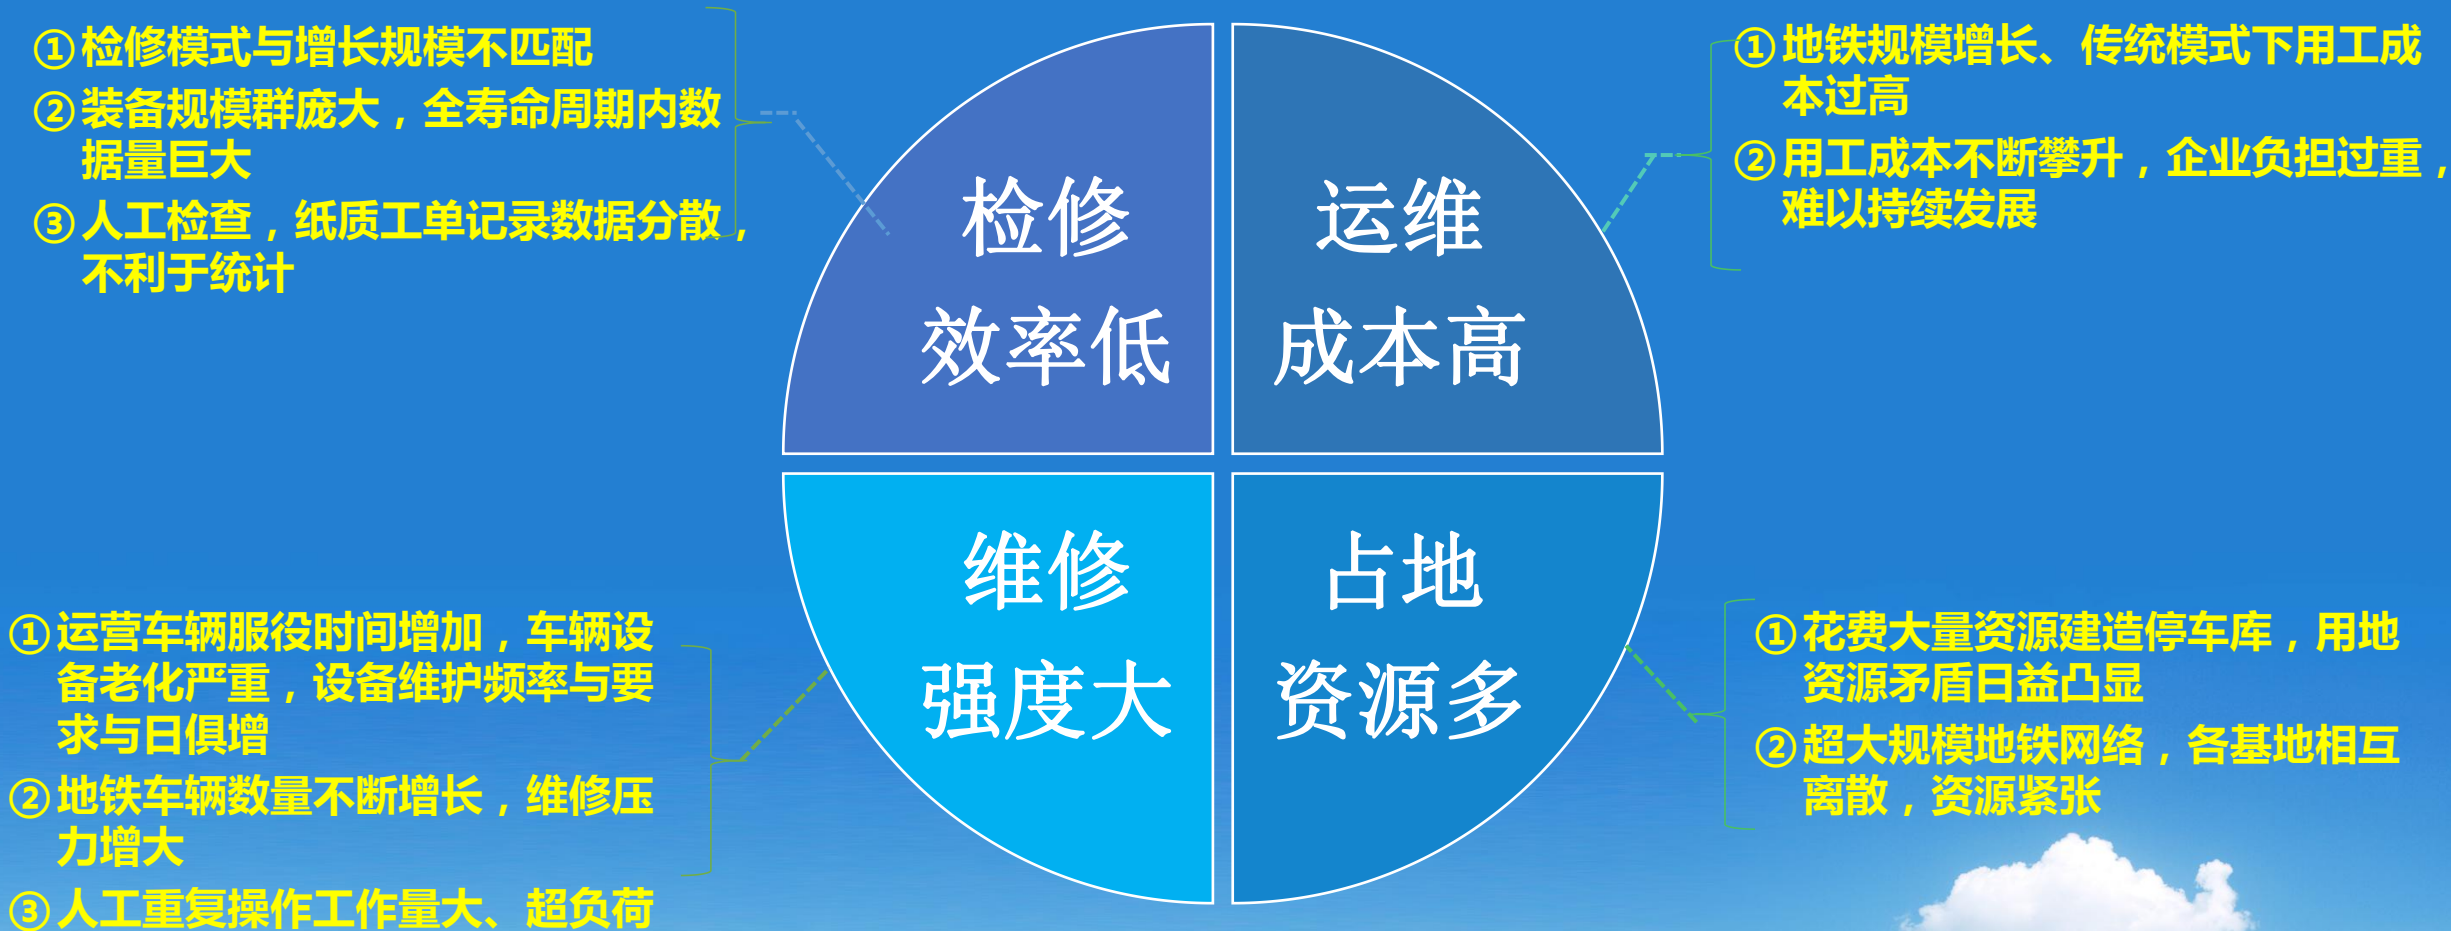 ①检修模式与增长规模不匹配
②装备规模群庞大，全寿命周期内数
据量巨大
③人工检查，纸质工单记录数据分散，
不利于统计
检修
效率低
运维
成本高
①地铁规模增长、传统模式下用工成
本过高
②用工成本不断攀升，企业负担过重，
难以持续发展
①运营车辆服役时间增加，车辆设
备老化严重，设备维护频率与要
求与日俱增
②地铁车辆数量不断增长，维修压
力增大
③人工重复操作工作量大、超负荷
维修
强度大
占地
资源多
①花费大量资源建造停车库，用地
资源矛盾日益凸显
②超大规模地铁网络，各基地相互
离散，资源紧张